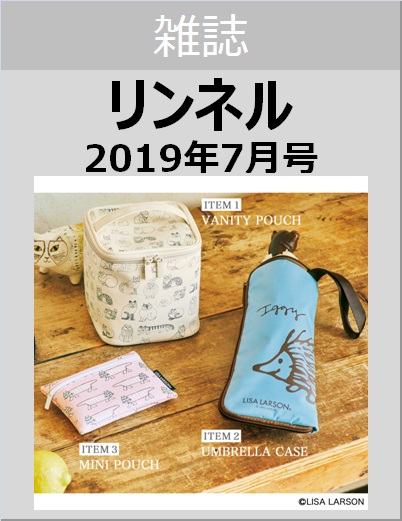 雑誌
リンネル
2019年7月号
ITEM 1
VANITY POUCH
Iggy
LISA LARSON®
ITEM 3
MINI POUCH
ITEM 2
UMBRELLA CASE
©LISA LARSON